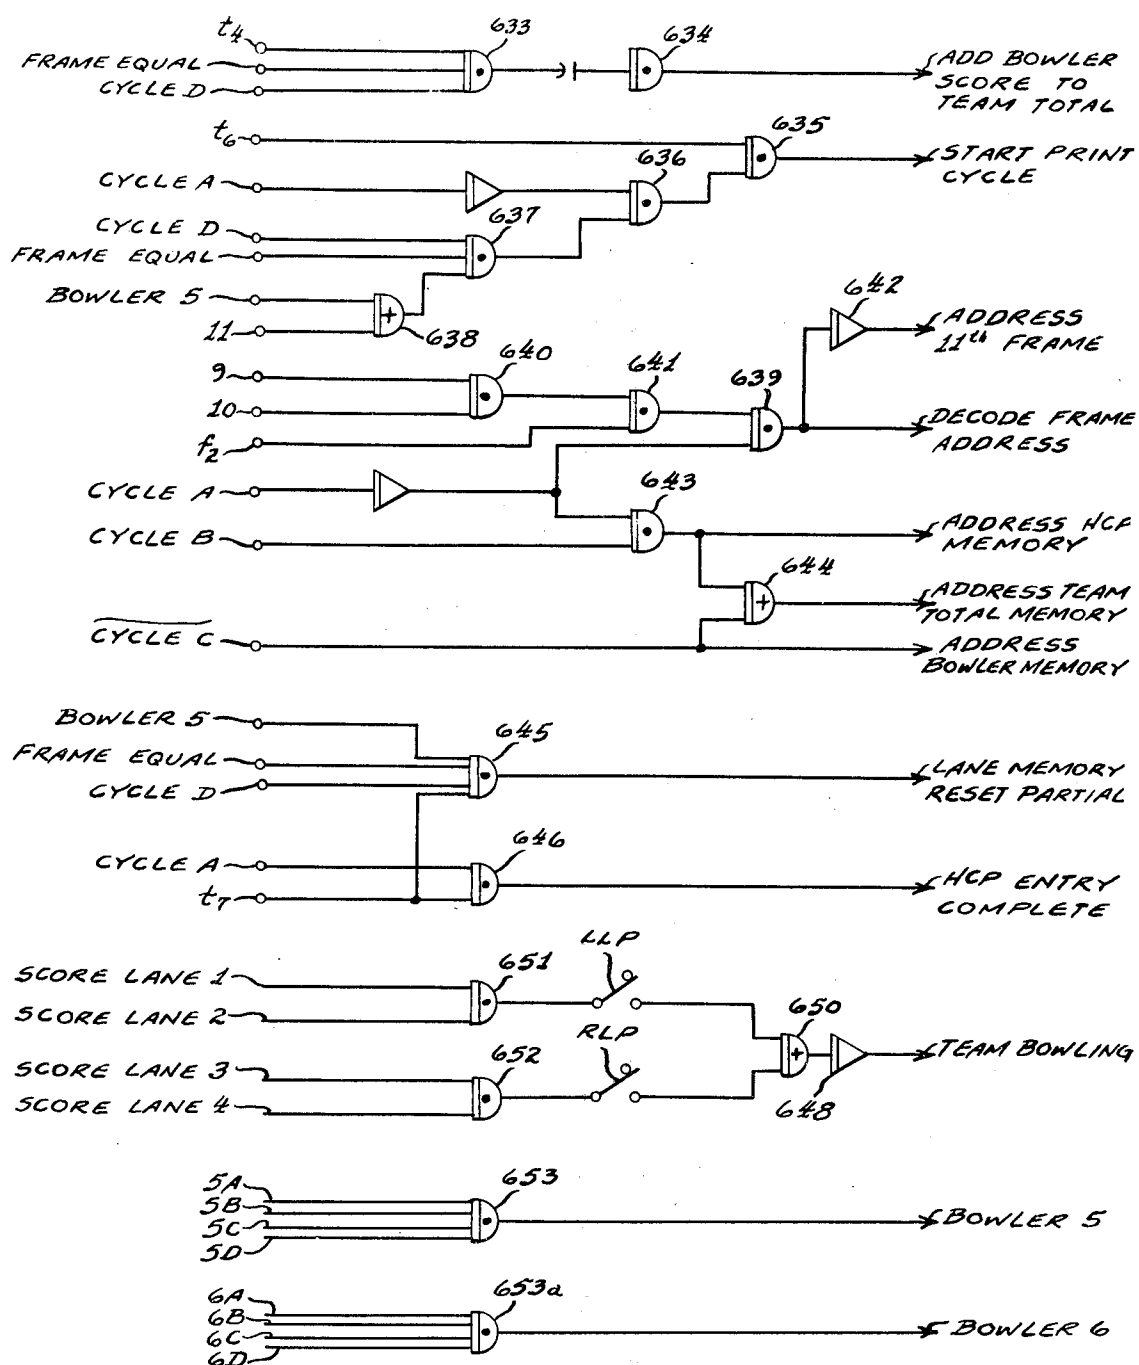 t4
FRAME EQUAL
CYCLE D
633
634
ADD BOWLER
SCORE TO
TEAM TOTAL
t6
635
START PRINT
CYCLE
CYCLE A
636
CYCLE D
FRAME EQUAL
637
BOWLER 5
11
638
642
ADDRESS
11th FRAME
9
10
640
641
639
f2
DECODE FRAME
ADDRESS
CYCLE A
CYCLE B
643
ADDRESS HCP
MEMORY
644
ADDRESS TEAM
TOTAL MEMORY
CYCLE C
ADDRESS
BOWLER MEMORY
BOWLER 5
FRAME EQUAL
CYCLE D
645
LANE MEMORY
RESET PARTIAL
CYCLE A
t7
646
HCP ENTRY
COMPLETE
SCORE LANE 1
SCORE LANE 2
651
LLP
SCORE LANE 3
SCORE LANE 4
652
RLP
650
648
TEAM BOWLING
5A
5B
5C
5D
653
BOWLER 5
6A
6B
6C
6D
653a
BOWLER 6